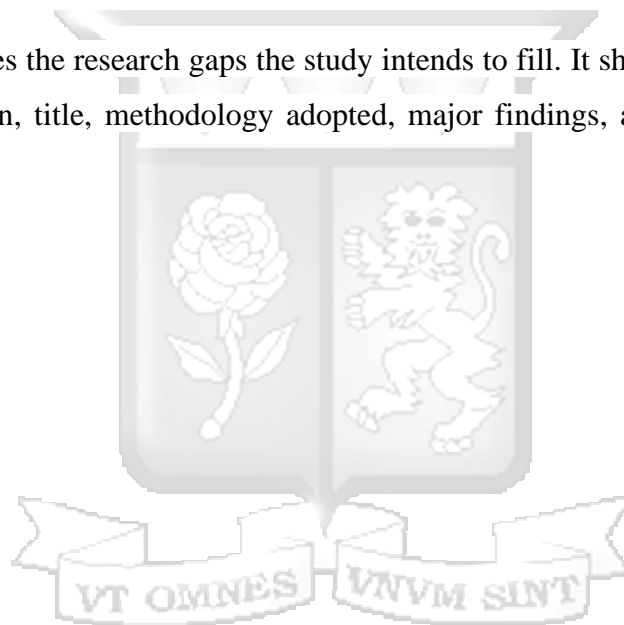 es the research gaps the study intends to fill. It sh
n, title, methodology adopted, major findings, a
VT OMNES VNVM SINT